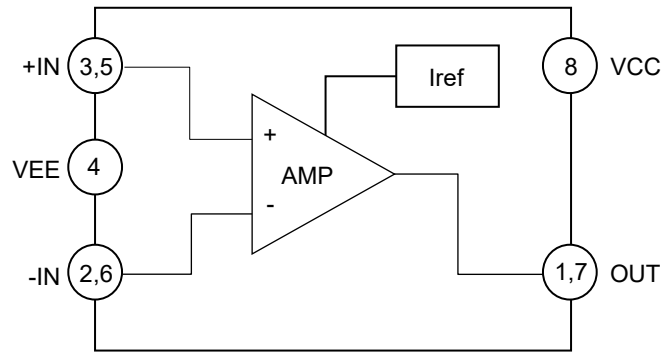 +IN 3,5
Iref
8 VCC
+
VEE 4
AMP
-
-IN 2,6
1,7 OUT